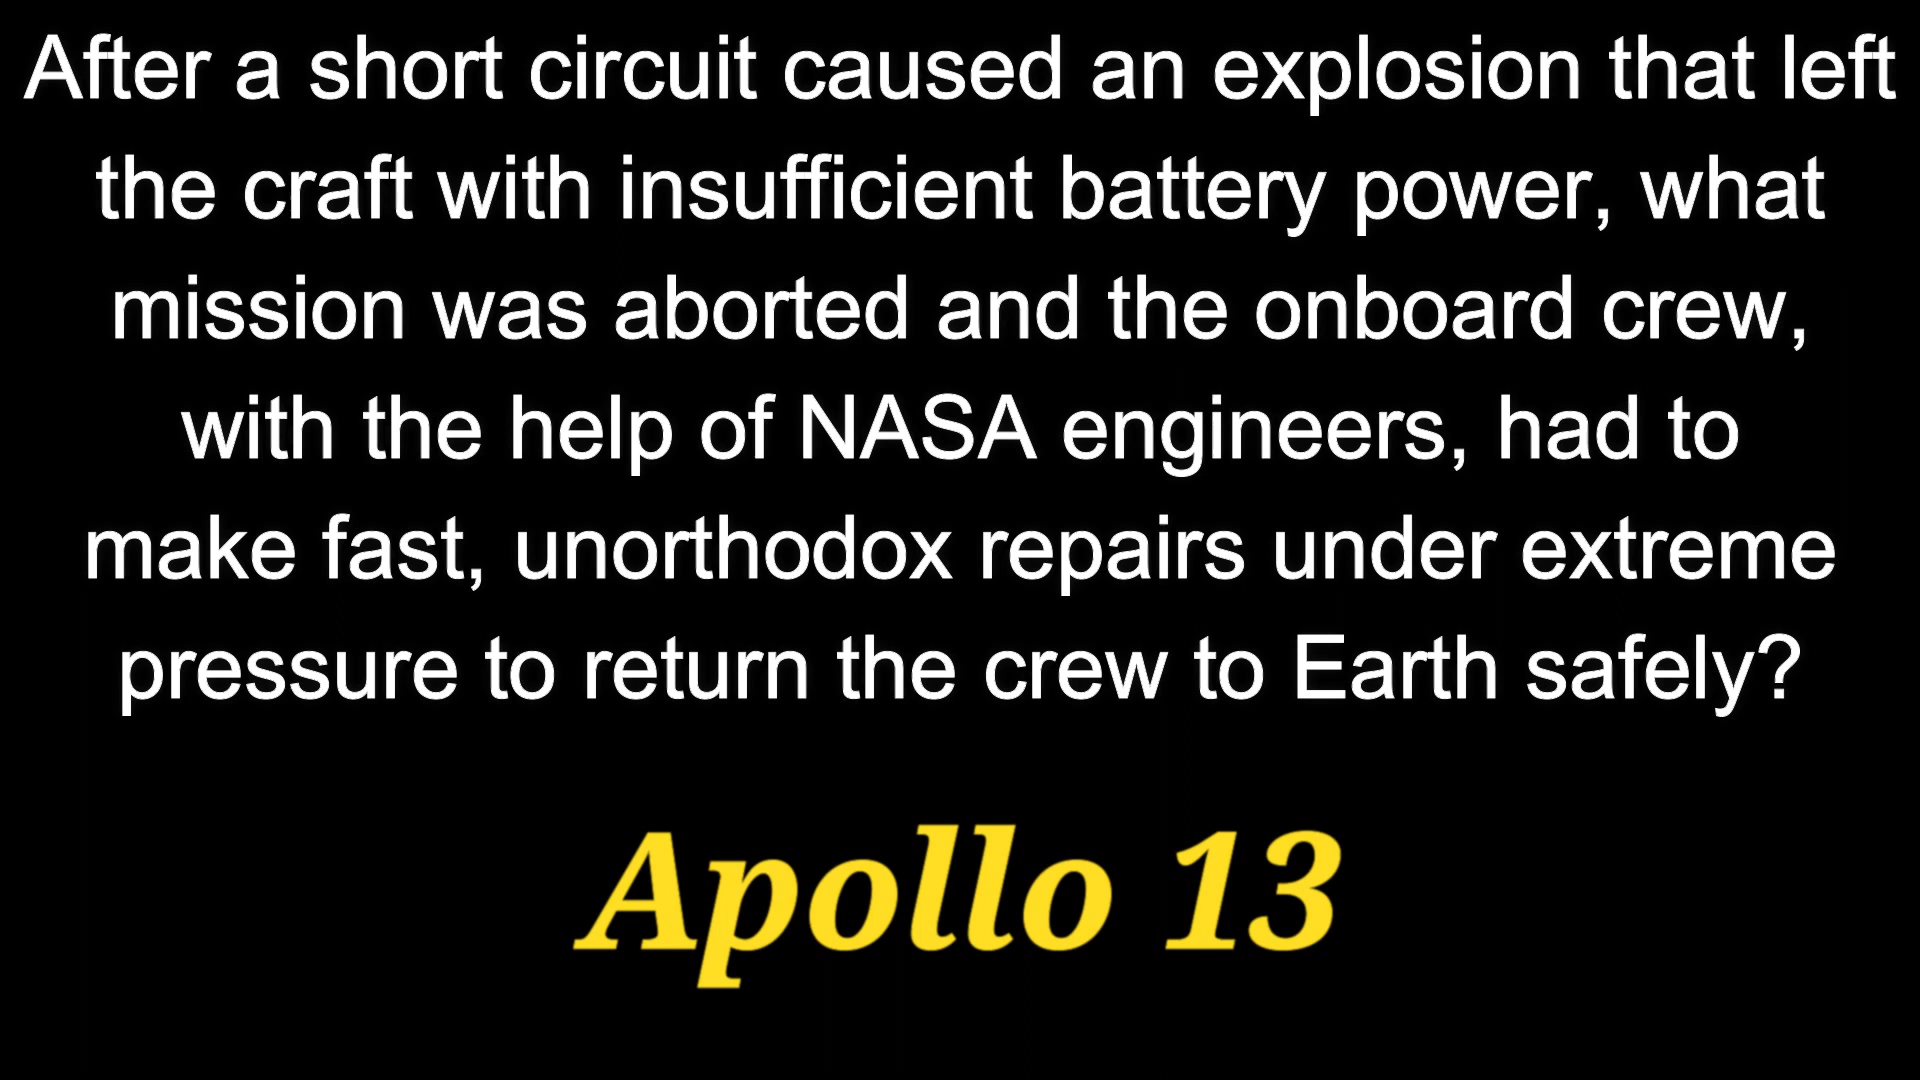 After a short circuit caused an explosion that left
the craft with insufficient battery power, what
mission was aborted and the onboard crew,
with the help of NASA engineers, had to
make fast, unorthodox repairs under extreme
pressure to return the crew to Earth safely?
Apollo 13